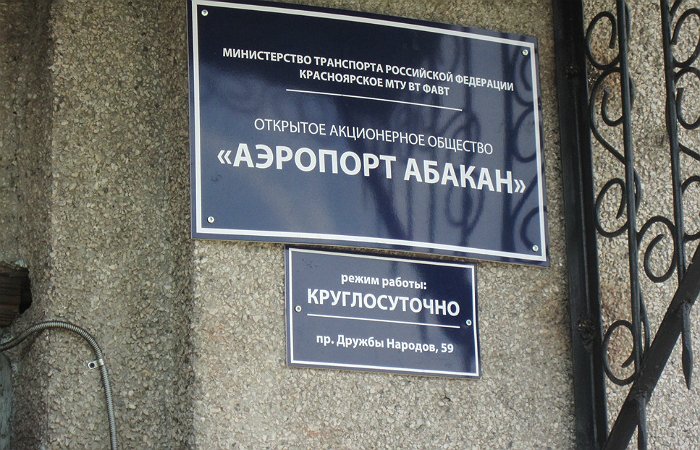 МИНИСТЕРСТВО ТРАНСПОРТА РОССИЙСКОЙ ФЕДЕРАЦИИ
КРАСНОЯРСКОЕ МТУ ВТ ФАВТ
ОТКРЫТОЕ АКЦИОНЕРНОЕ ОБЩЕСТВО
«АЭРОПОРТ АБАКАН»
режим работы:
КРУГЛОСУТОЧНО
пр. Дружбы Народов, 59